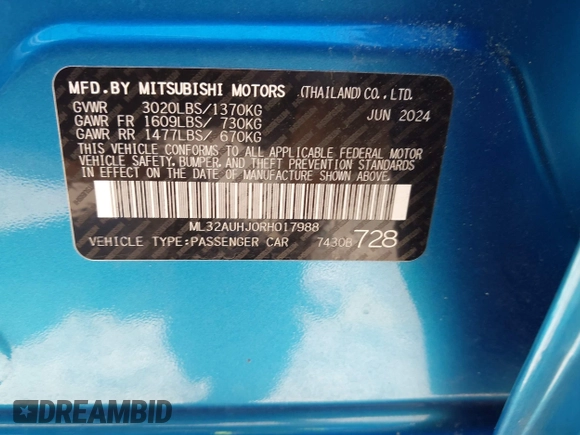 MFD.BY MITSUBISHI MOTORS (THAILAND) CO., LTD.
GVWR 3020LBS/1370KG JUN 2024
GAWR FR 1609LBS/ 730KG
GAWR RR 1477LBS/ 670KG
THIS VEHICLE CONFORMS TO ALL APPLICABLE FEDERAL MOTOR
VEHICLE SAFETY, BUMPER, AND THEFT PREVENTION STANDARDS
IN EFFECT ON THE DATE OF MANUFACTURE SHOWN ABOVE.
ML32AUHJ0RH017988
VEHICLE TYPE:PASSENGER CAR 7430B 728
DREAMBID